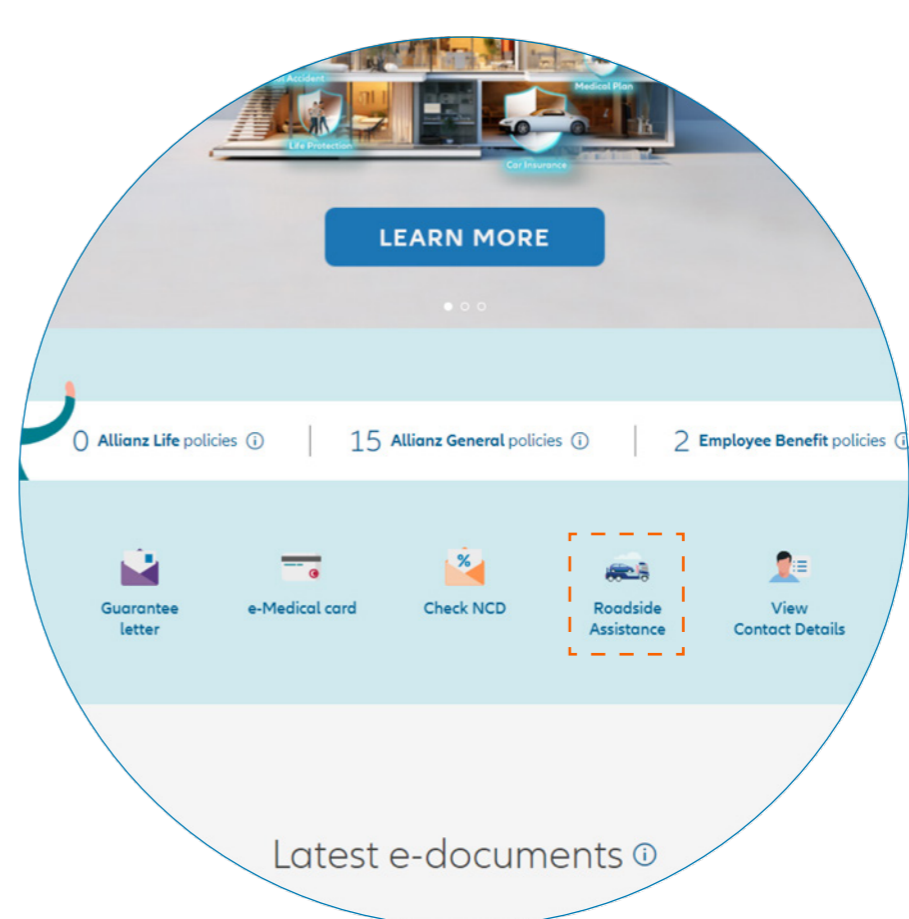 Accident
Medical Plan
Life Protection
Car Insurance
LEARN MORE
0 Allianz Life policies
15 Allianz General policies
2 Employee Benefit policies
Guarantee
letter
e-Medical card
Check NCD
Roadside
Assistance
View
Contact Details
Latest e-documents